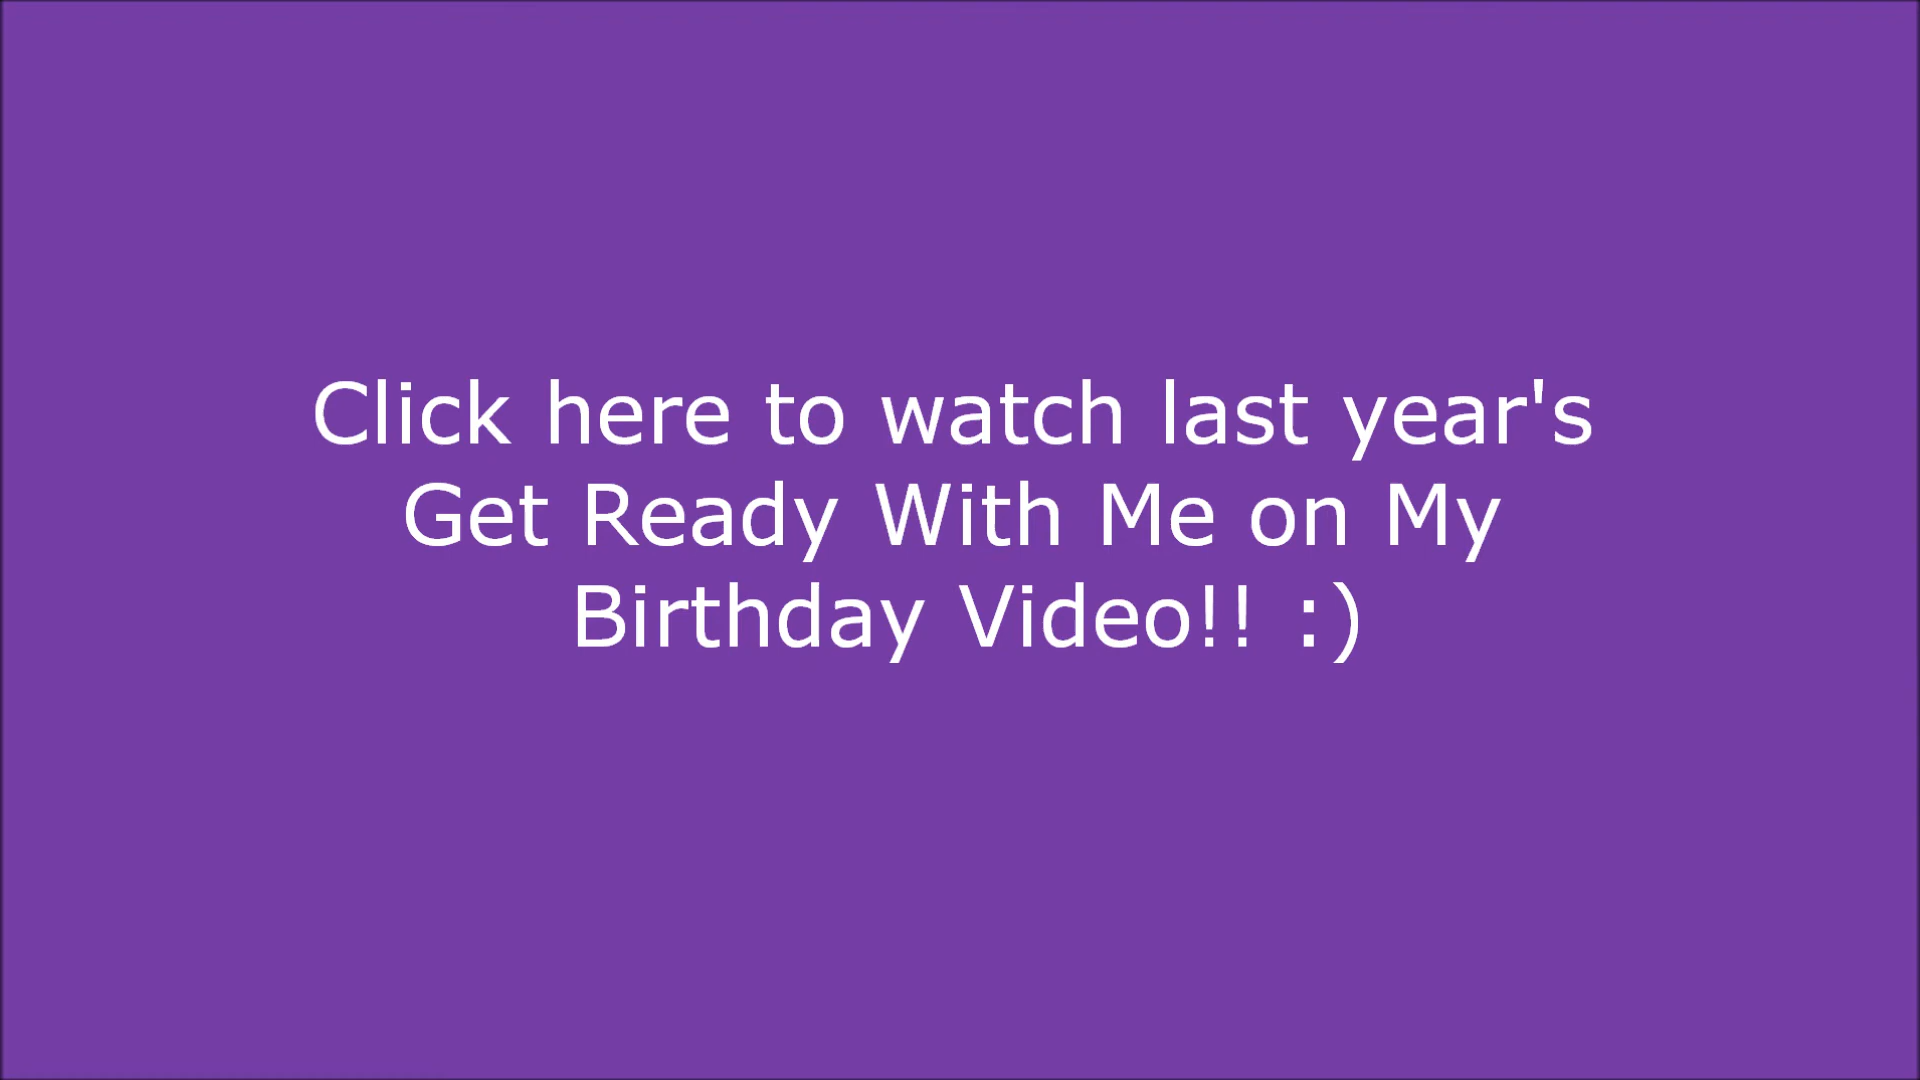 Click here to watch last year's
Get Ready With Me on My
Birthday Video!! :)